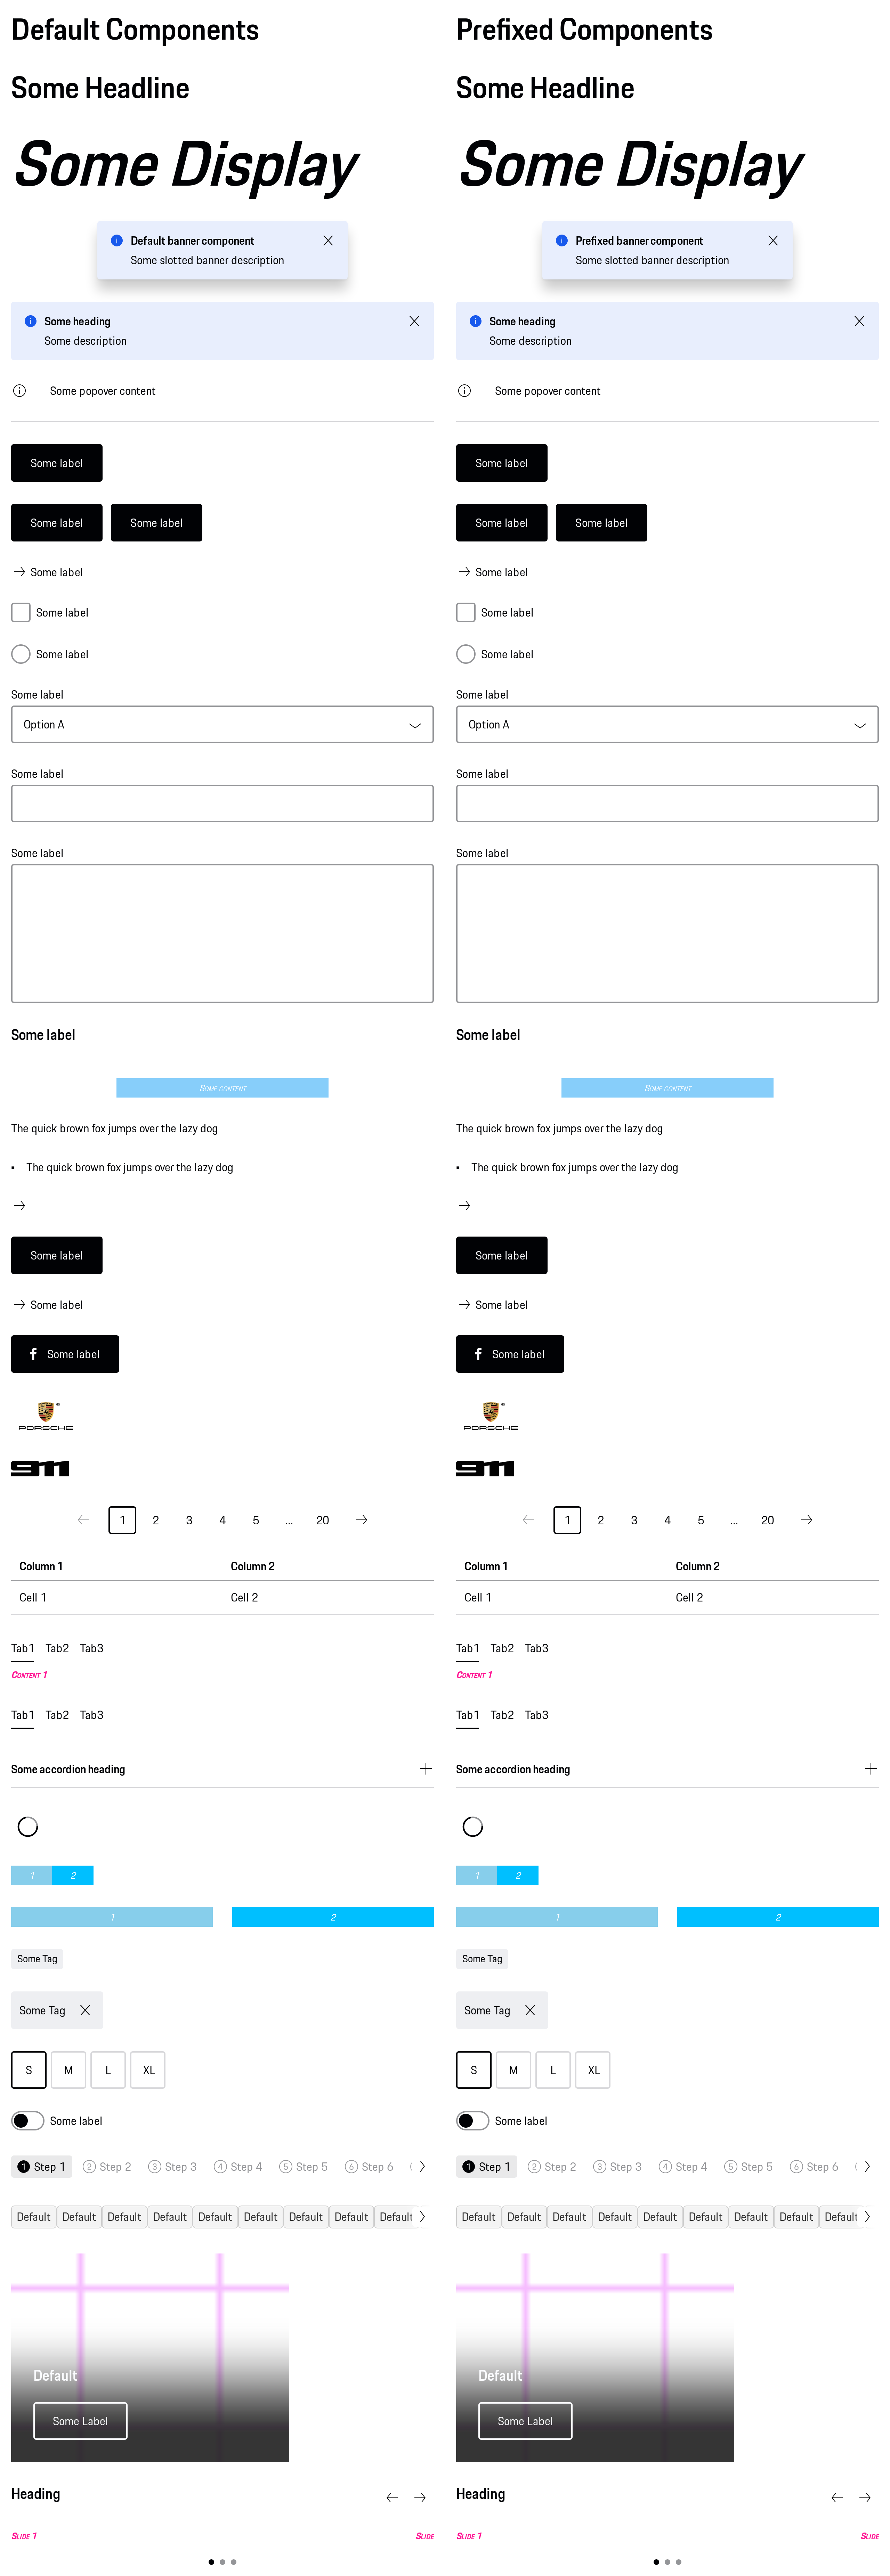 Default Components
Some Headline
Some Display
i Default banner component
Some slotted banner description
i Some heading
Some description
i Some popover content
Some label
Some label Some label
Some label
Some label
Some label
Some label
Option A
Some label
Some label
Some label
Some content
The quick brown fox jumps over the lazy dog
• The quick brown fox jumps over the lazy dog
Some label
Some label
f Some label
®
PORSCHE
911
1 2 3 4 5 ... 20
Column 1 Column 2
Cell 1 Cell 2
Tab1 Tab2 Tab3
Content 1
Tab1 Tab2 Tab3
Some accordion heading
1 2
1 2
Some Tag
Some Tag
S M L XL
Some label
1 Step 1 2 Step 2 3 Step 3 4 Step 4 5 Step 5 6 Step 6
Default Default Default Default Default Default Default Default Default
Default
Some Label
Heading
Slide 1 Slide
Prefixed Components
Some Headline
Some Display
i Prefixed banner component
Some slotted banner description
i Some heading
Some description
i Some popover content
Some label
Some label Some label
Some label
Some label
Some label
Some label
Option A
Some label
Some label
Some label
Some content
The quick brown fox jumps over the lazy dog
• The quick brown fox jumps over the lazy dog
Some label
Some label
f Some label
®
PORSCHE
911
1 2 3 4 5 ... 20
Column 1 Column 2
Cell 1 Cell 2
Tab1 Tab2 Tab3
Content 1
Tab1 Tab2 Tab3
Some accordion heading
1 2
1 2
Some Tag
Some Tag
S M L XL
Some label
1 Step 1 2 Step 2 3 Step 3 4 Step 4 5 Step 5 6 Step 6
Default Default Default Default Default Default Default Default Default
Default
Some Label
Heading
Slide 1 Slide